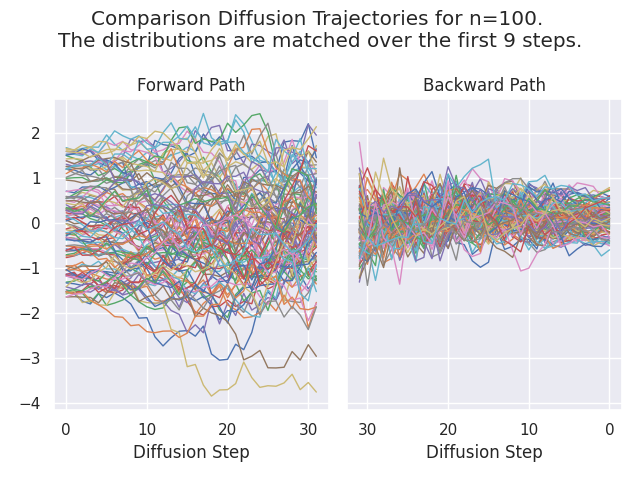 Comparison Diffusion Trajectories for n=100.
The distributions are matched over the first 9 steps.
Forward Path
Backward Path
2
1
0
−1
−2
−3
−4
0
10
20
30
30
20
10
0
Diffusion Step
Diffusion Step